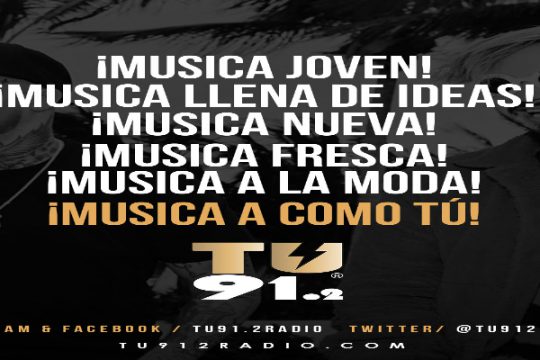 ¡MUSICA JOVEN!
¡MUSICA LLENA DE IDEAS!
¡MUSICA NUEVA!
¡MUSICA FRESCA!
¡MUSICA A LA MODA!
¡MUSICA A COMO TÚ!
TU
91.2
AM & FACEBOOK / TU91.2RADIO TWITTER/ @TU912
TU912RADIO.COM